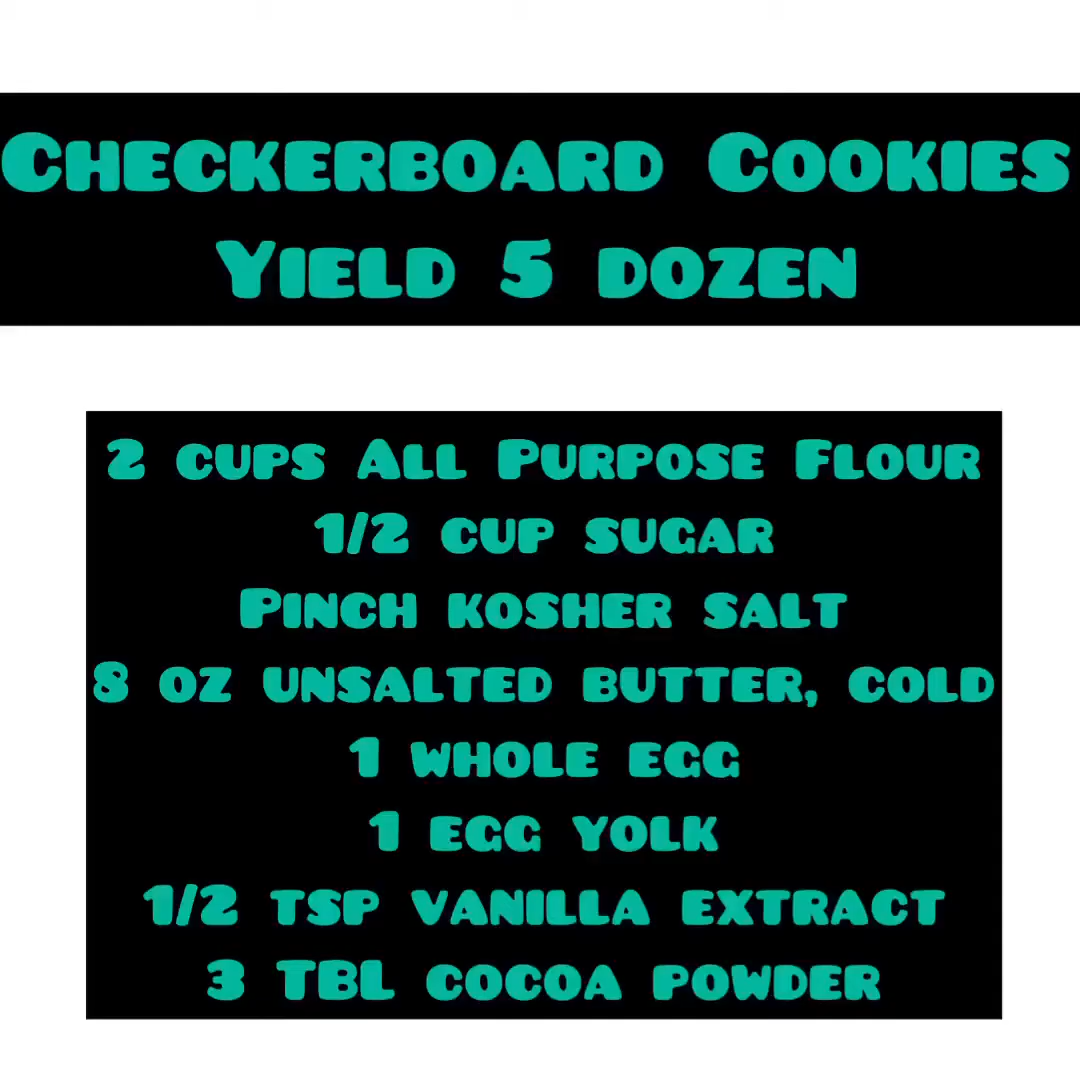 Checkerboard Cookies
Yield 5 dozen
2 cups All Purpose Flour
1/2 cup sugar
Pinch kosher salt
8 oz unsalted butter, cold
1 whole egg
1 egg yolk
1/2 tsp vanilla extract
3 TBL cocoa powder